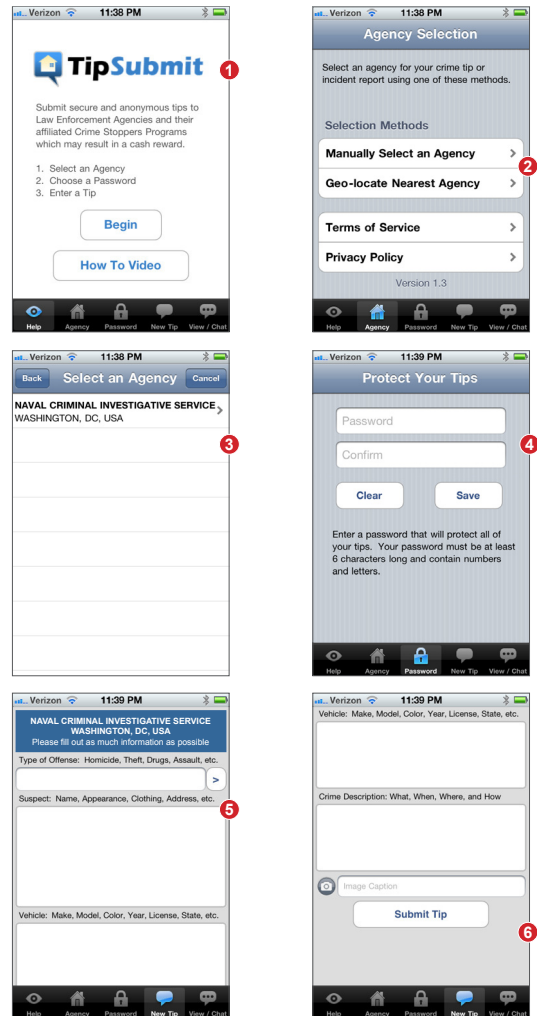 Verizon 11:38 PM
TipSubmit
1
Submit secure and anonymous tips to
Law Enforcement Agencies and their
affiliated Crime Stoppers Programs
which may result in a cash reward.
1. Select an Agency
2. Choose a Password
3. Enter a Tip
Begin
How To Video
Help Agency Password New Tip View / Chat
Verizon 11:38 PM
Agency Selection
Select an agency for your crime tip or
incident report using one of these methods.
Selection Methods
Manually Select an Agency
2
Geo-locate Nearest Agency
Terms of Service
Privacy Policy
Version 1.3
Help Agency Password New Tip View / Chat
Verizon 11:38 PM
Back Select an Agency Cancel
NAVAL CRIMINAL INVESTIGATIVE SERVICE
WASHINGTON, DC, USA
3
Verizon 11:39 PM
Protect Your Tips
Password
4
Confirm
Clear Save
Enter a password that will protect all of
your tips. Your password must be at least
6 characters long and contain numbers
and letters.
Help Agency Password New Tip View / Chat
Verizon 11:39 PM
NAVAL CRIMINAL INVESTIGATIVE SERVICE
WASHINGTON, DC, USA
Please fill out as much information as possible
Type of Offense: Homicide, Theft, Drugs, Assault, etc.
>
Suspect: Name, Appearance, Clothing, Address, etc.
5
Vehicle: Make, Model, Color, Year, License, State, etc.
Help Agency Password New Tip View / Chat
Verizon 11:39 PM
Vehicle: Make, Model, Color, Year, License, State, etc.
Crime Description: What, When, Where, and How
Image Caption
Submit Tip
6
Help Agency Password New Tip View / Chat